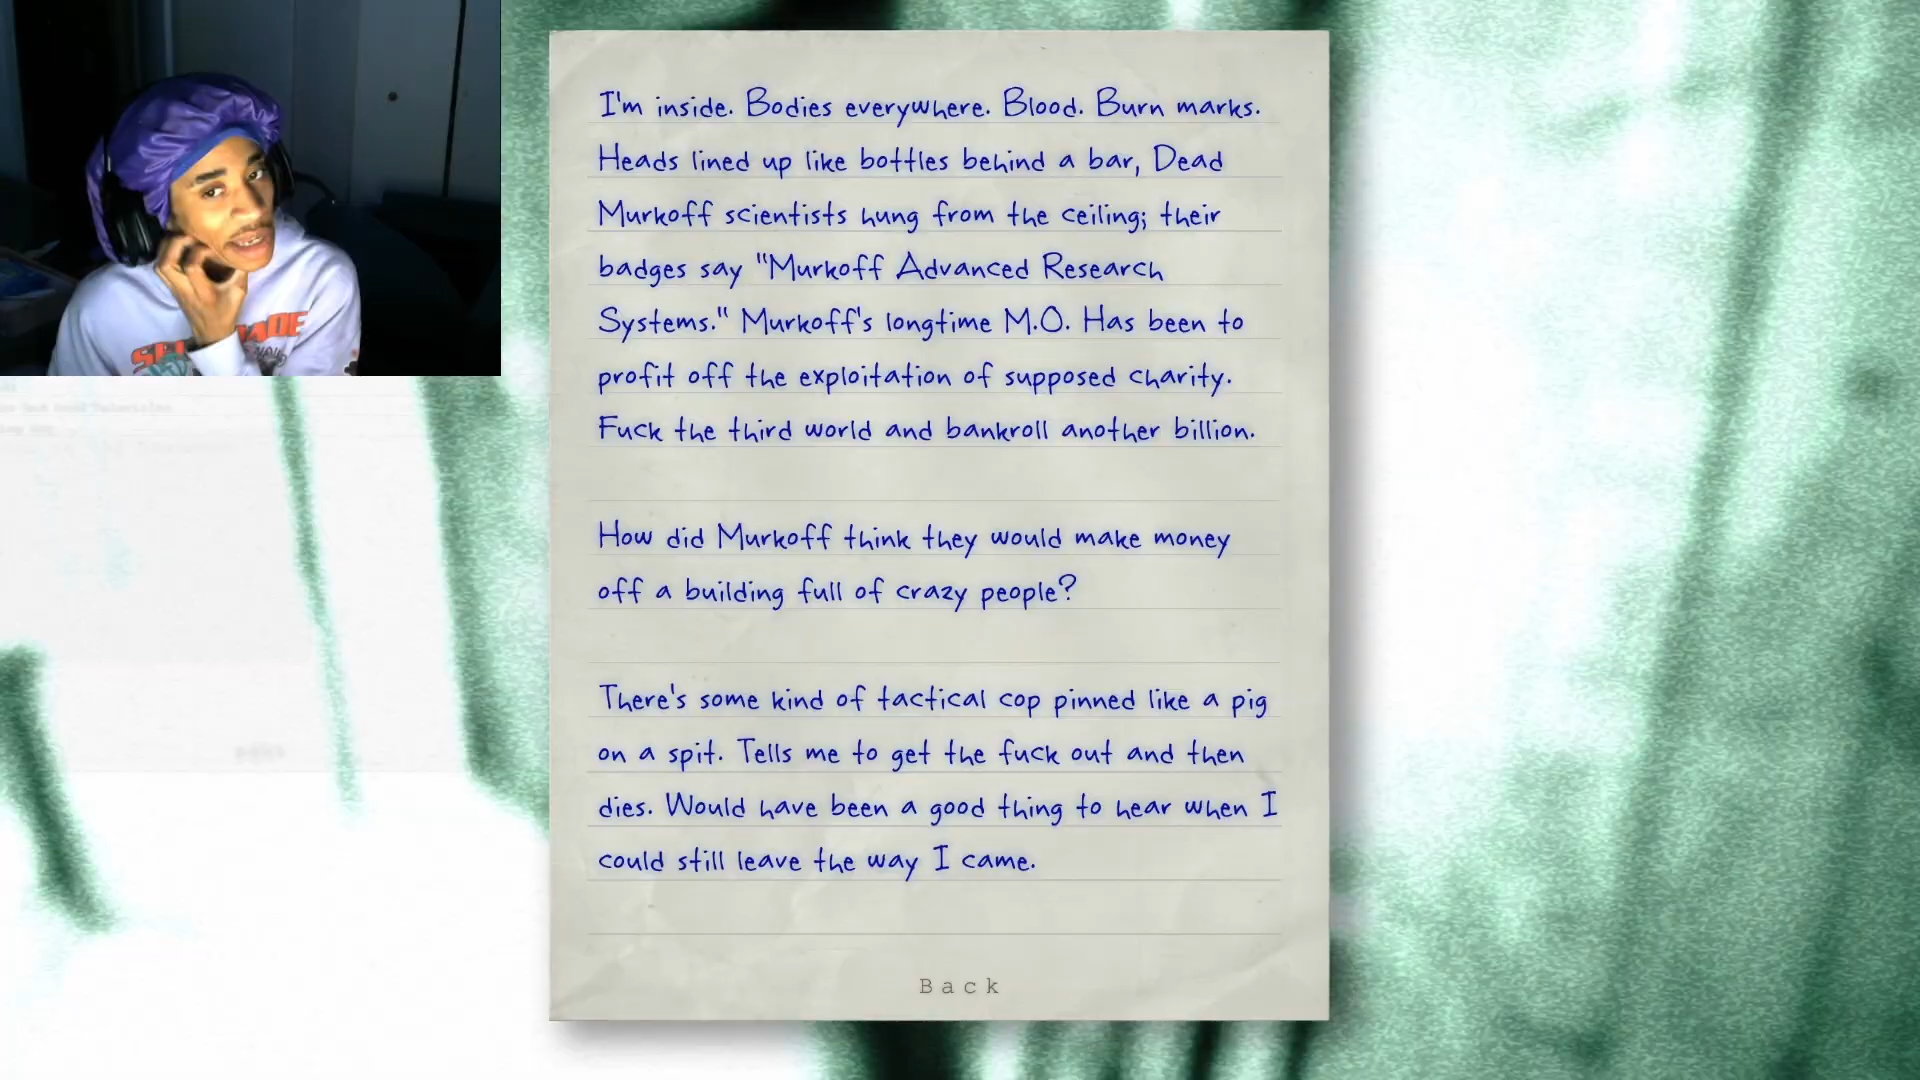 I'm inside. Bodies everywhere. Blood. Burn marks.
Heads lined up like bottles behind a bar, Dead
Murkoff scientists hung from the ceiling; their
badges say "Murkoff Advanced Research
Systems." Murkoff's longtime M.O. Has been to
profit off the exploitation of supposed charity.
Fuck the third world and bankroll another billion.
How did Murkoff think they would make money
off a building full of crazy people?
There's some kind of tactical cop pinned like a pig
on a spit. Tells me to get the fuck out and then
dies. Would have been a good thing to hear when I
could still leave the way I came.
Back